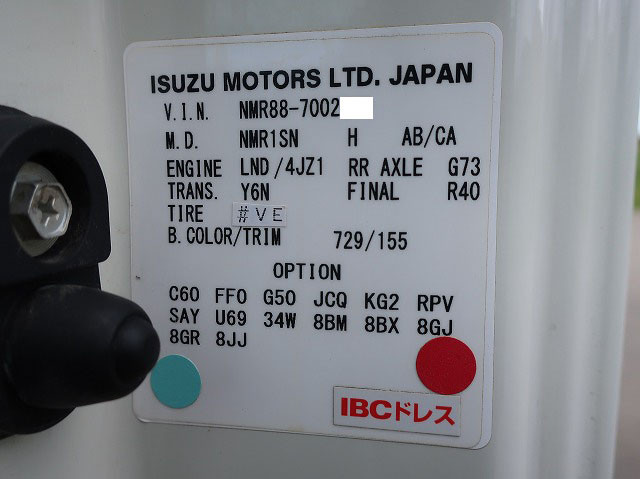 ISUZU MOTORS LTD. JAPAN
V.I.N. NMR88-7002
M.D. NMR1SN H AB/CA
ENGINE LND/4JZ1 RR AXLE G73
TRANS. Y6N FINAL R40
TIRE #VE
B.COLOR/TRIM 729/155
OPTION
C60 FF0 G50 JCQ KG2 RPV
SAY U69 34W 8BM 8BX 8GJ
8GR 8JJ
IBCドレス